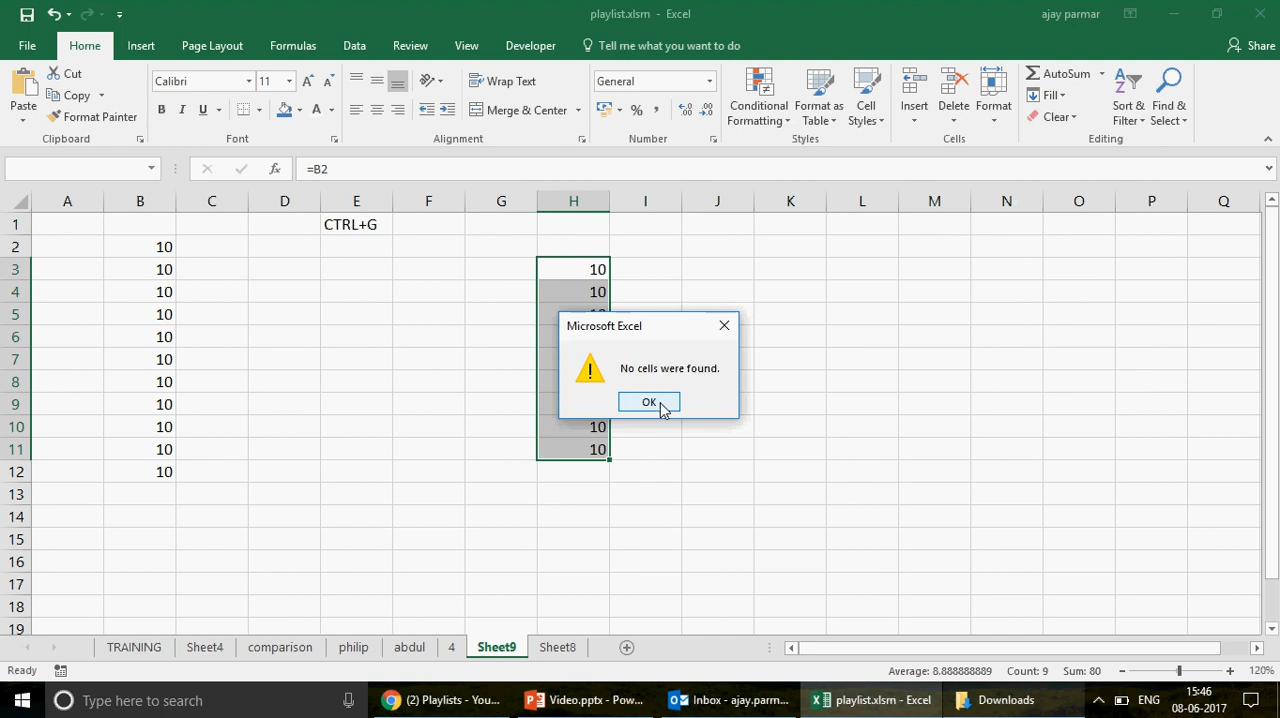 playlist.xlsm - Excel
ajay parmar
File Home Insert Page Layout Formulas Data Review View Developer Tell me what you want to do Share
Paste
Cut
Copy
Format Painter
Clipboard
Calibri 11
B I U A
Font
Wrap Text
Merge & Center
Alignment
General
%
Number
Conditional Formatting
Format as Table
Cell Styles
Styles
Insert
Delete
Format
Cells
AutoSum
Fill
Clear
Sort & Filter
Find & Select
Editing
fx =B2
A B C D E F G H I J K L M N O P Q
1 CTRL+G
2 10
3 10 10
4 10 10
5 10
6 10
7 10
8 10
9 10
10 10 10
11 10 10
12 10
13
14
15
16
17
18
19
Microsoft Excel
No cells were found.
OK
TRAINING Sheet4 comparison philip abdul 4 Sheet9 Sheet8
Ready Average: 8.888888889 Count: 9 Sum: 80 120%
Type here to search
(2) Playlists - You...
Video.pptx - Pow...
Inbox - ajay.parm...
playlist.xlsm - Excel
Downloads
ENG
15:46
08-06-2017